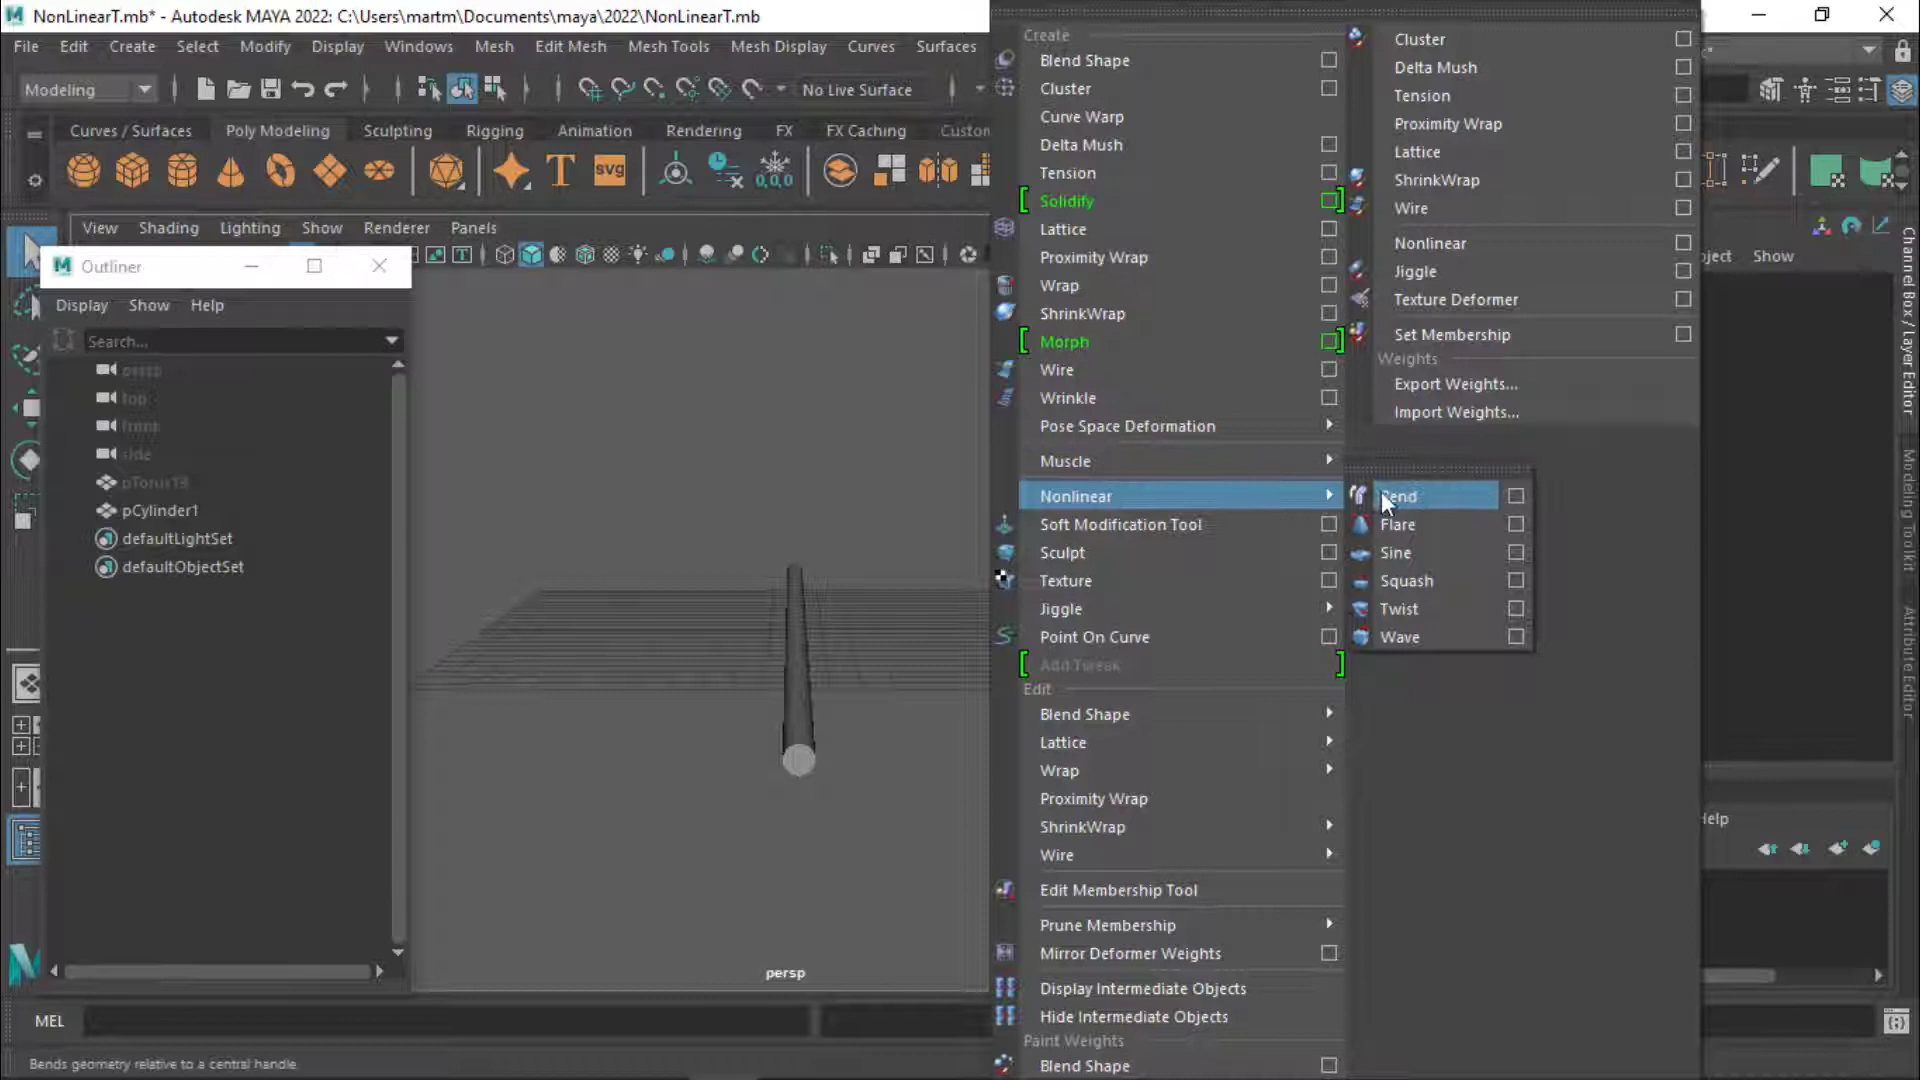 NonLinearT.mb* - Autodesk MAYA 2022: C:\Users\martm\Documents\maya\2022\NonLinearT.mb
File Edit Create Select Modify Display Windows Mesh Edit Mesh Mesh Tools Mesh Display Curves Surfaces
Modeling
No Live Surface
Curves / Surfaces Poly Modeling Sculpting Rigging Animation Rendering FX FX Caching Custon
T
svg
0,0,0
View Shading Lighting Show Renderer Panels
Outliner
Display Show Help
Search...
persp
top
front
side
pTorus13
pCylinder1
defaultLightSet
defaultObjectSet
persp
MEL
Bends geometry relative to a central handle.
Create
Blend Shape
Cluster
Curve Warp
Delta Mush
Tension
Solidify
Lattice
Proximity Wrap
Wrap
ShrinkWrap
Morph
Wire
Wrinkle
Pose Space Deformation
Muscle
Nonlinear
Soft Modification Tool
Sculpt
Texture
Jiggle
Point On Curve
Add Tweak
Edit
Blend Shape
Lattice
Wrap
Proximity Wrap
ShrinkWrap
Wire
Edit Membership Tool
Prune Membership
Mirror Deformer Weights
Display Intermediate Objects
Hide Intermediate Objects
Paint Weights
Blend Shape
Cluster
Delta Mush
Tension
Proximity Wrap
Lattice
ShrinkWrap
Wire
Nonlinear
Jiggle
Texture Deformer
Set Membership
Weights
Export Weights...
Import Weights...
Bend
Flare
Sine
Squash
Twist
Wave
ject Show
Help
Channel Box / Layer Editor
Modeling Toolkit
Attribute Editor